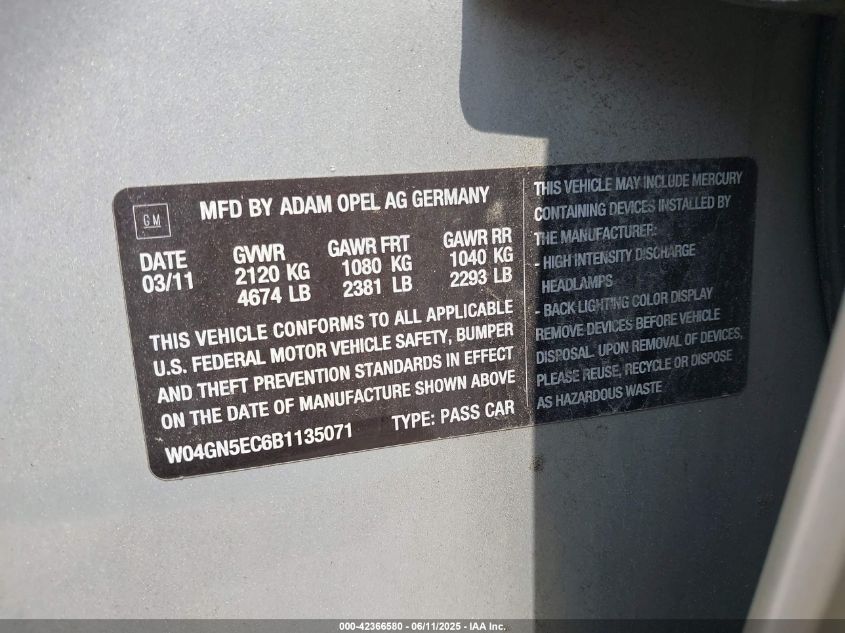 GM
MFD BY ADAM OPEL AG GERMANY
DATE GVWR GAWR FRT GAWR RR
03/11 2120 KG 1080 KG 1040 KG
4674 LB 2381 LB 2293 LB
THIS VEHICLE CONFORMS TO ALL APPLICABLE
U.S. FEDERAL MOTOR VEHICLE SAFETY, BUMPER
AND THEFT PREVENTION STANDARDS IN EFFECT
ON THE DATE OF MANUFACTURE SHOWN ABOVE
W04GN5EC6B1135071 TYPE: PASS CAR
THIS VEHICLE MAY INCLUDE MERCURY
CONTAINING DEVICES INSTALLED BY
THE MANUFACTURER:
- HIGH INTENSITY DISCHARGE
HEADLAMPS
- BACK LIGHTING COLOR DISPLAY
REMOVE DEVICES BEFORE VEHICLE
DISPOSAL. UPON REMOVAL OF DEVICES,
PLEASE REUSE, RECYCLE OR DISPOSE
AS HAZARDOUS WASTE
000-42366580 - 06/11/2025 - IAA Inc.